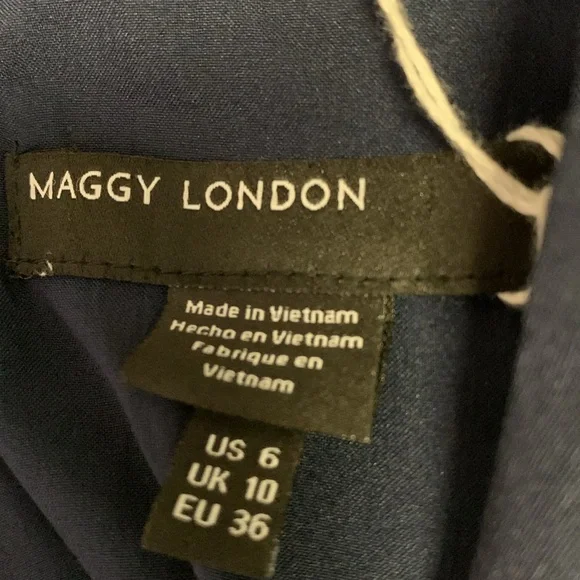 MAGGY LONDON
Made in Vietnam
Hecho en Vietnam
Fabrique en
Vietnam
US 6
UK 10
EU 36